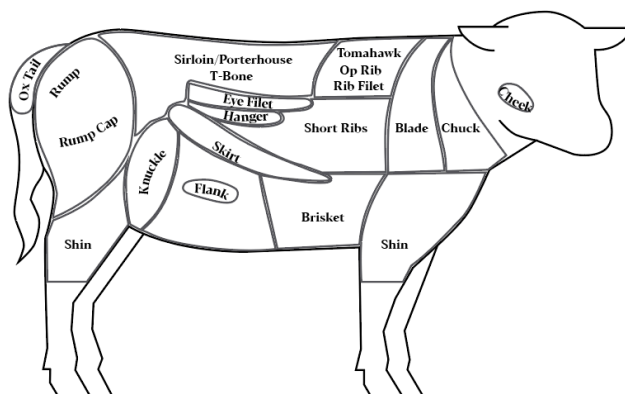 Ox Tail
Rump
Rump Cap
Sirloin/Porterhouse
T-Bone
Tomahawk
Op Rib
Rib Filet
Eye Filet
Hanger
Short Ribs
Blade
Chuck
Cheek
Skirt
Knuckle
Flank
Brisket
Shin
Shin